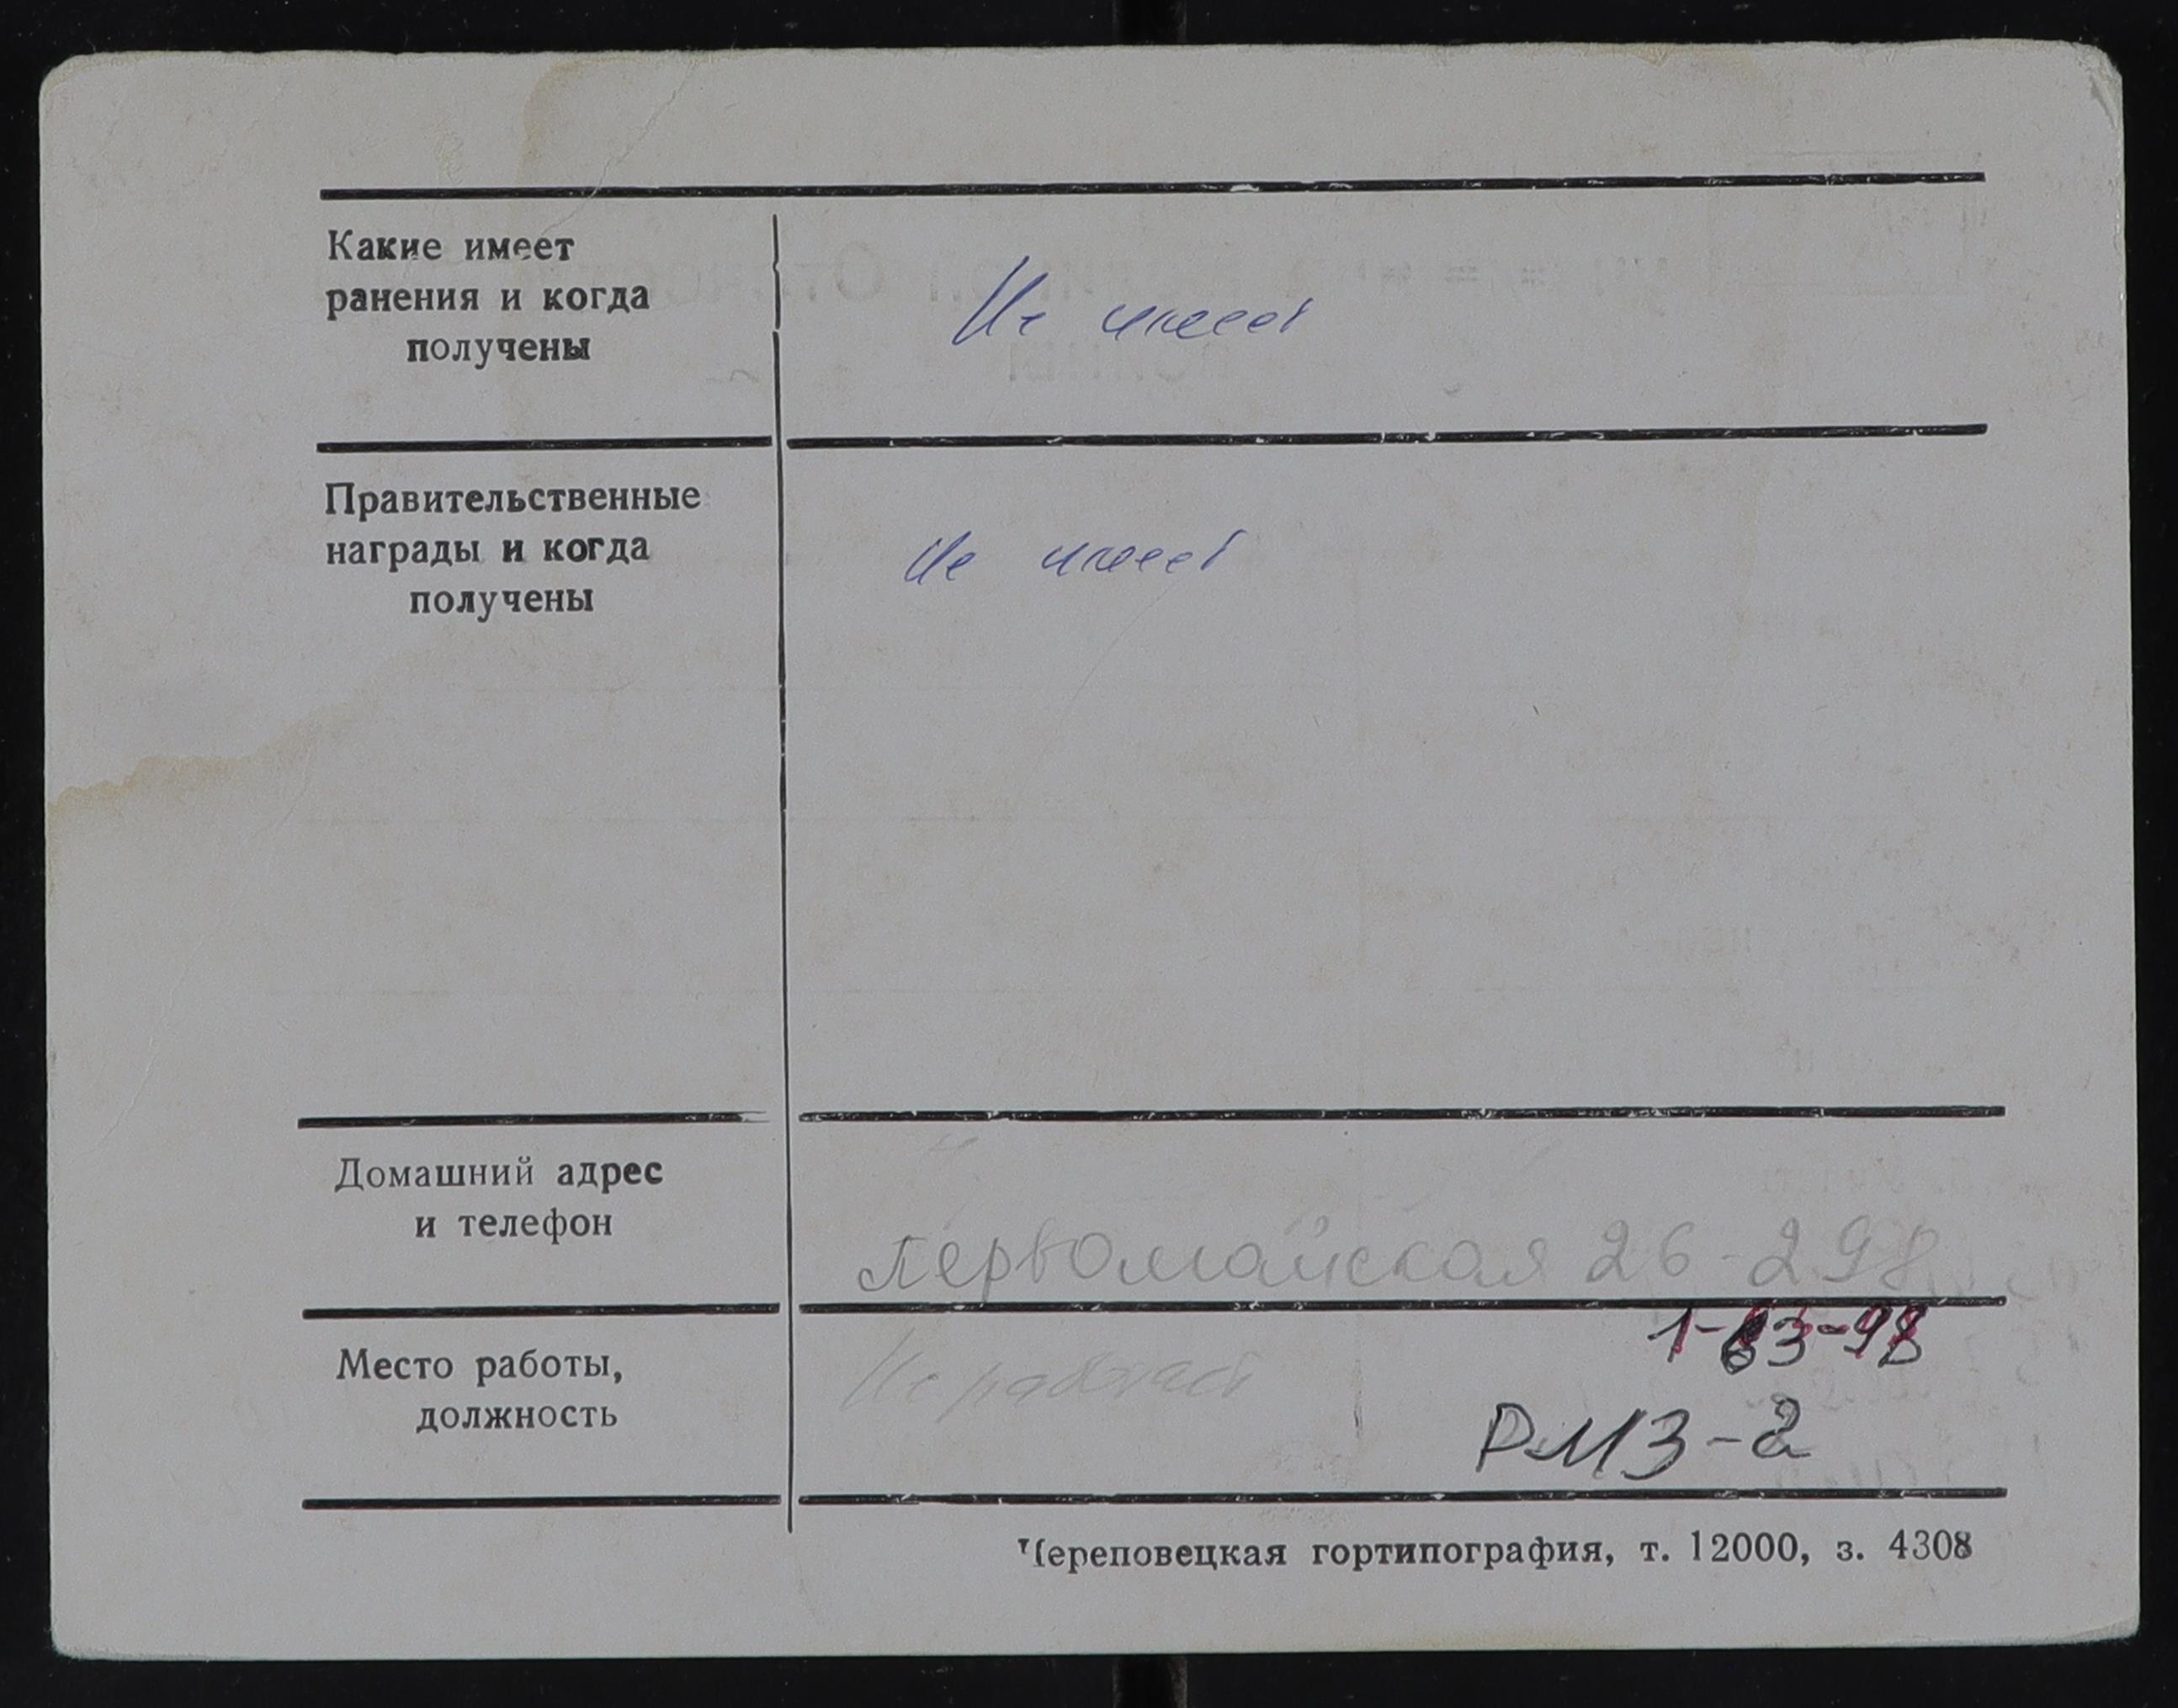 Какие имеет
ранения и когда
получены
Не имеет
Правительственные
награды и когда
получены
Не имеет
Домашний адрес
и телефон
Первомайская 26-298
1-63-98
Место работы,
должность
Не работает
РМЗ-2
Череповецкая гортипография, т. 12000, з. 4308